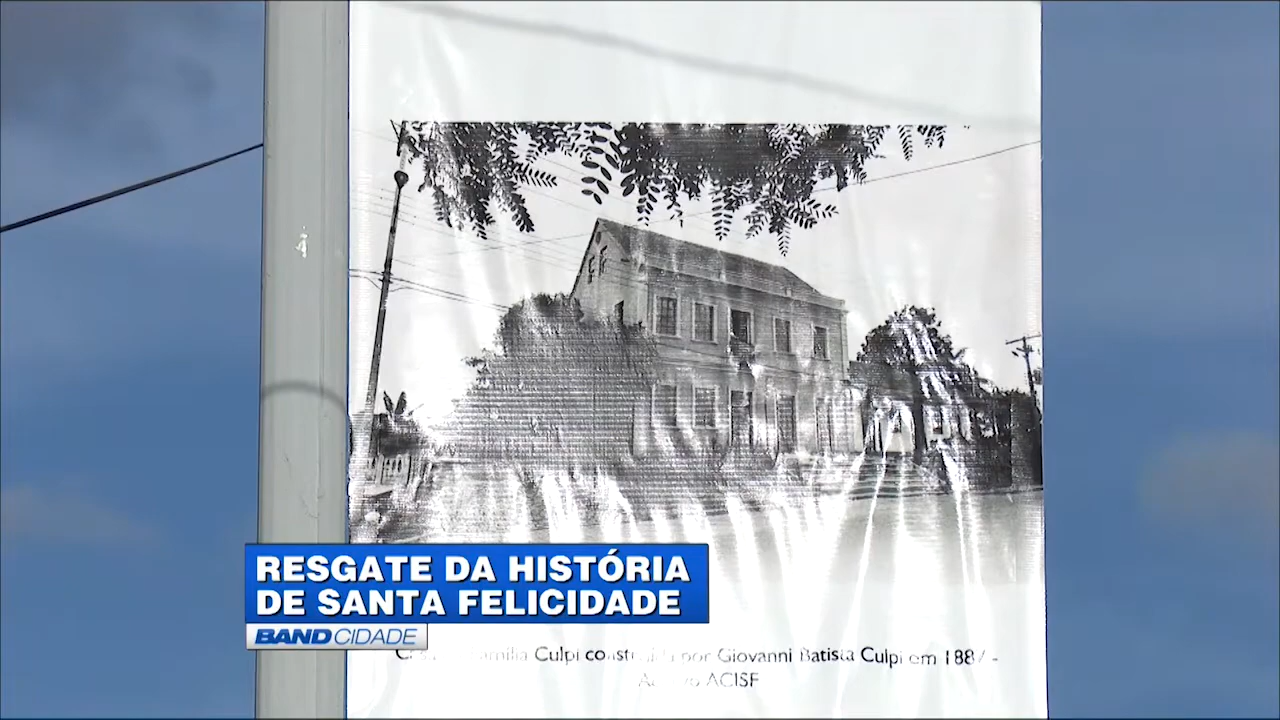 RESGATE DA HISTÓRIA
DE SANTA FELICIDADE
BAND CIDADE
Culpi por Giovanni Batista Culpi em 1887 -
ACISF